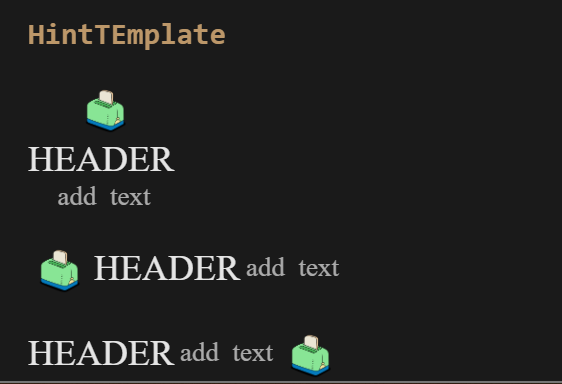 HintTEmplate
HEADER
add text
HEADER add text
HEADER add text